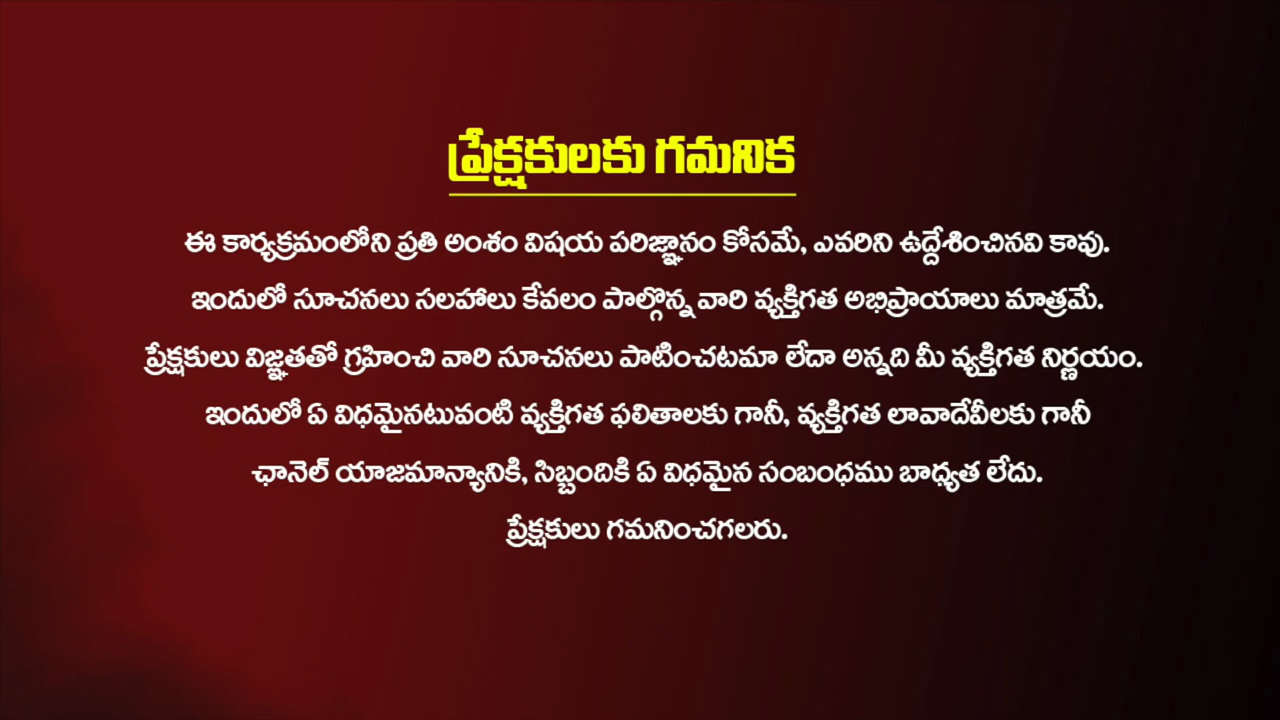 ప్రేక్షకులకు గమనిక
ఈ కార్యక్రమంలోని ప్రతి అంశం విషయ పరిజ్ఞానం కోసమే, ఎవరిని ఉద్దేశించినవి కావు.
ఇందులో సూచనలు సలహాలు కేవలం పాల్గొన్న వారి వ్యక్తిగత అభిప్రాయాలు మాత్రమే.
ప్రేక్షకులు విజ్ఞతతో గ్రహించి వారి సూచనలు పాటించటమా లేదా అన్నది మీ వ్యక్తిగత నిర్ణయం.
ఇందులో ఏ విధమైనటువంటి వ్యక్తిగత ఫలితాలకు గానీ, వ్యక్తిగత లావాదేవీలకు గానీ
ఛానెల్ యాజమాన్యానికి, సిబ్బందికి ఏ విధమైన సంబంధము బాధ్యత లేదు.
ప్రేక్షకులు గమనించగలరు.